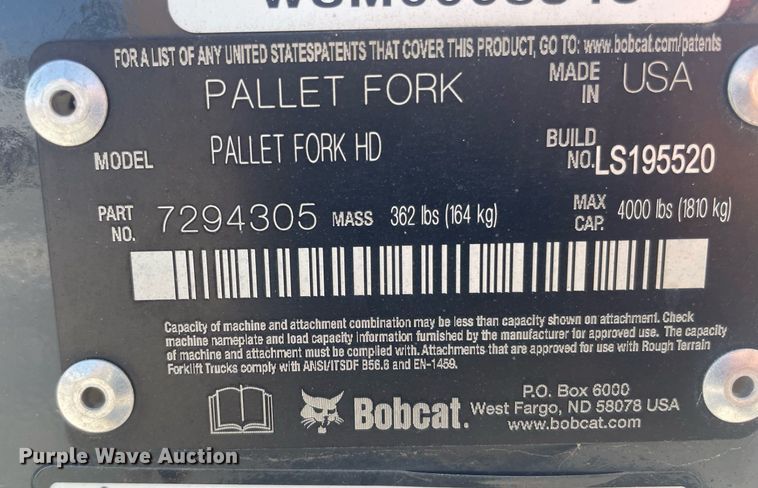 FOR A LIST OF ANY UNITED STATESPATENTS THAT COVER THIS PRODUCT, GO TO: www.bobcat.com/patents
PALLET FORK
MADE IN USA
MODEL PALLET FORK HD
BUILD NO. LS195520
PART NO. 7294305 MASS 362 lbs (164 kg)
MAX CAP. 4000 lbs (1810 kg)
Capacity of machine and attachment combination may be less than capacity shown on attachment. Check
machine nameplate and load capacity information furnished by the manufacturer for approved use. The capacity
of machine and attachment must be complied with. Attachments that are approved for use with Rough Terrain
Forklift Trucks comply with ANSI/ITSDF B56.6 and EN-1459.
Bobcat.
P.O. Box 6000
West Fargo, ND 58078 USA
www.bobcat.com
Purple Wave Auction